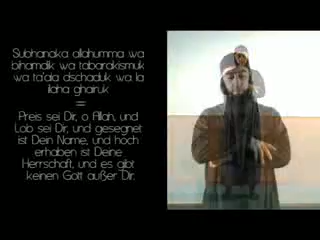 Subhanaka allahumma wa
bihamdik wa tabarakismuk
wa ta'ala dschaduk wa la
ilaha ghairuk
=
Preis sei Dir, o Allah, und
Lob sei Dir, und gesegnet
ist Dein Name, und hoch
erhaben ist Deine
Herrschaft, und es gibt
keinen Gott außer Dir.